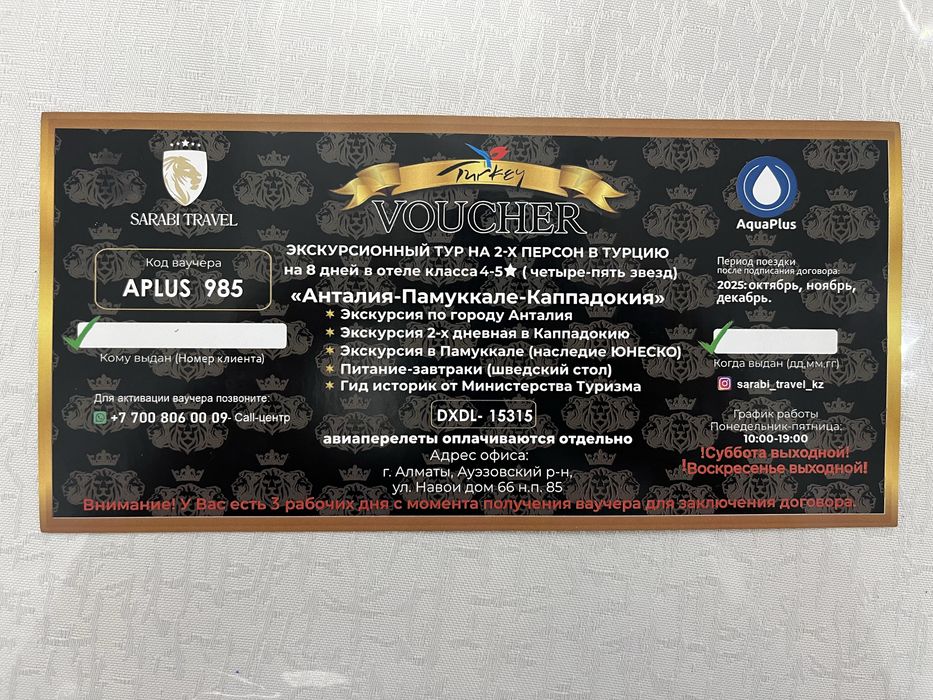 SARABI TRAVEL
Turkey
VOUCHER
AquaPlus
Код ваучера
APLUS 985
Кому выдан (Номер клиента)
Для активации ваучера позвоните:
+7 700 806 00 09- Call-центр
ЭКСКУРСИОННЫЙ ТУР НА 2-Х ПЕРСОН В ТУРЦИЮ
на 8 дней в отеле класса 4-5★ ( четыре-пять звезд)
«Анталия-Памуккале-Каппадокия»
✶ Экскурсия по городу Анталия
✶ Экскурсия 2-х дневная в Каппадокию
✶ Экскурсия в Памуккале (наследие ЮНЕСКО)
✶ Питание-завтраки (шведский стол)
✶ Гид историк от Министерства Туризма
DXDL- 15315
авиаперелеты оплачиваются отдельно
Адрес офиса:
г. Алматы, Ауэзовский р-н,
ул. Навои дом 66 н.п. 85
Период поездки
после подписания договора:
2025: октябрь, ноябрь,
декабрь.
Когда выдан (дд,мм,гг)
sarabi_travel_kz
График работы
Понедельник-пятница:
10:00-19:00
!Суббота выходной!
!Воскресенье выходной!
Внимание! У Вас есть 3 рабочих дня с момента получения ваучера для заключения договора.